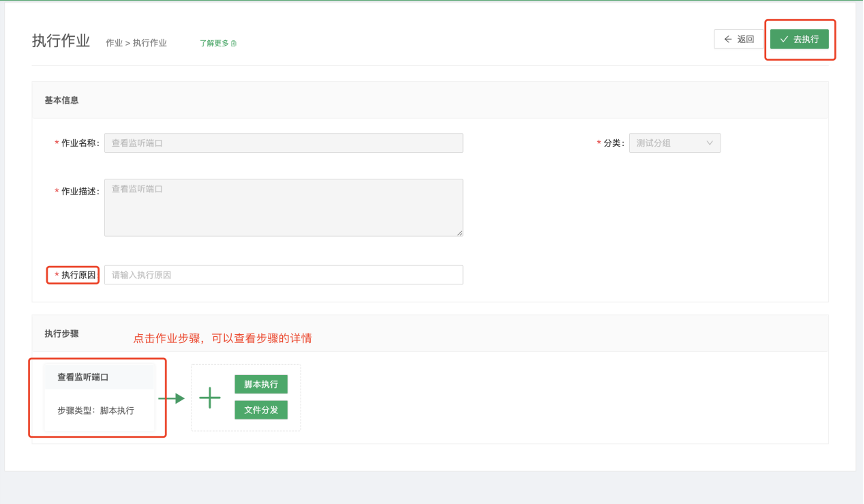 执行作业 作业 > 执行作业 了解更多 返回 去执行
基本信息
* 作业名称: 查看监听端口 * 分类: 测试分组
* 作业描述: 查看监听端口
* 执行原因 请输入执行原因
执行步骤 点击作业步骤，可以查看步骤的详情
查看监听端口 脚本执行
步骤类型：脚本执行 文件分发